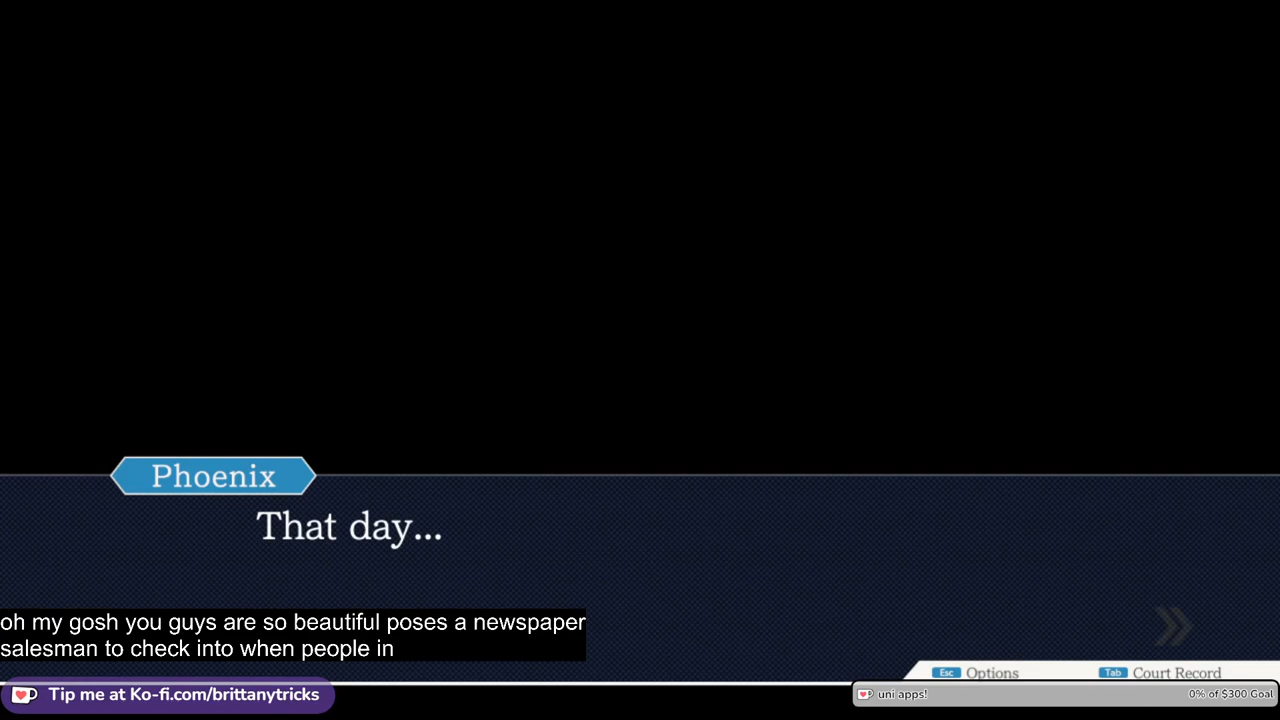 Phoenix
That day...
oh my gosh you guys are so beautiful poses a newspaper
salesman to check into when people in
Esc Options Tab Court Record
Tip me at Ko-fi.com/brittanytricks
uni apps! 0% of $300 Goal